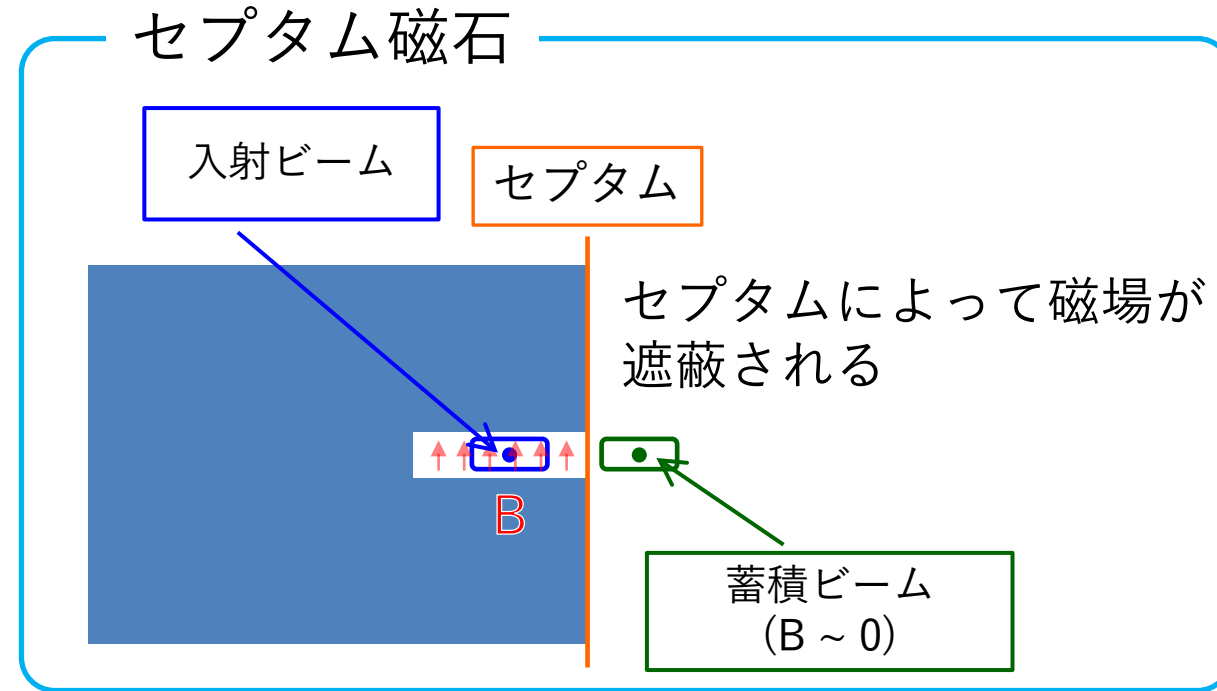 セプタム磁石
入射ビーム
セプタム
セプタムによって磁場が
遮蔽される
B
蓄積ビーム
(B ~ 0)